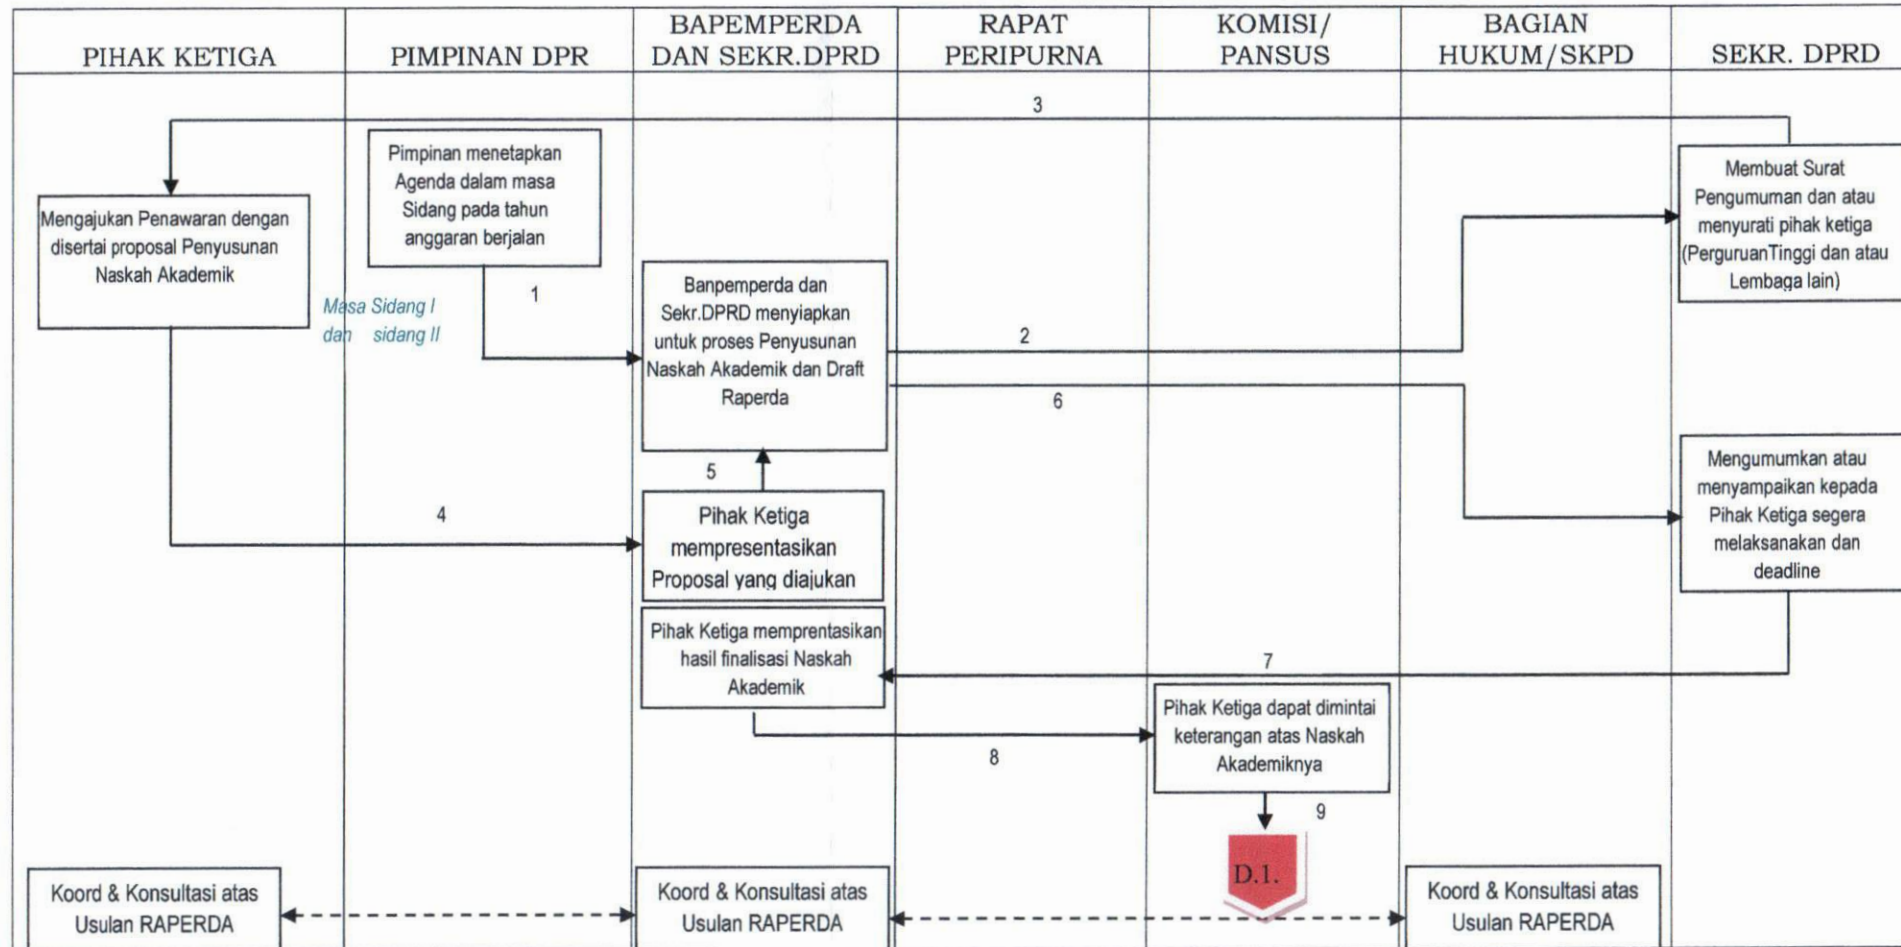 PIHAK KETIGA
PIMPINAN DPR
BAPEMPERDA
DAN SEKR.DPRD
RAPAT
PERIPURNA
KOMISI/
PANSUS
BAGIAN
HUKUM/SKPD
SEKR. DPRD
3
Pimpinan menetapkan
Agenda dalam masa
Sidang pada tahun
anggaran berjalan
Membuat Surat
Pengumuman dan atau
menyurati pihak ketiga
(PerguruanTinggi dan atau
Lembaga lain)
Mengajukan Penawaran dengan
disertai proposal Penyusunan
Naskah Akademik
Masa Sidang I
dan sidang II
1
Banpemperda dan
Sekr.DPRD menyiapkan
untuk proses Penyusunan
Naskah Akademik dan Draft
Raperda
2
6
5
4
Pihak Ketiga
mempresentasikan
Proposal yang diajukan
Mengumumkan atau
menyampaikan kepada
Pihak Ketiga segera
melaksanakan dan
deadline
Pihak Ketiga memprentasikan
hasil finalisasi Naskah
Akademik
7
8
Pihak Ketiga dapat dimintai
keterangan atas Naskah
Akademiknya
9
D.1.
Koord & Konsultasi atas
Usulan RAPERDA
Koord & Konsultasi atas
Usulan RAPERDA
Koord & Konsultasi atas
Usulan RAPERDA